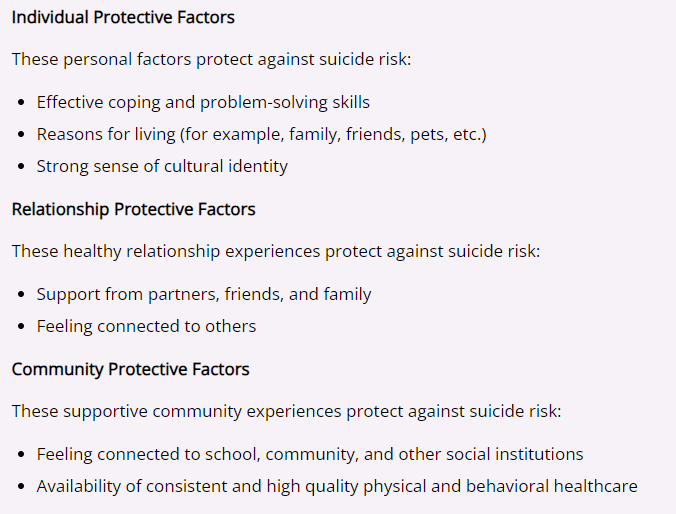 Individual Protective Factors
These personal factors protect against suicide risk:
• Effective coping and problem-solving skills
• Reasons for living (for example, family, friends, pets, etc.)
• Strong sense of cultural identity
Relationship Protective Factors
These healthy relationship experiences protect against suicide risk:
• Support from partners, friends, and family
• Feeling connected to others
Community Protective Factors
These supportive community experiences protect against suicide risk:
• Feeling connected to school, community, and other social institutions
• Availability of consistent and high quality physical and behavioral healthcare